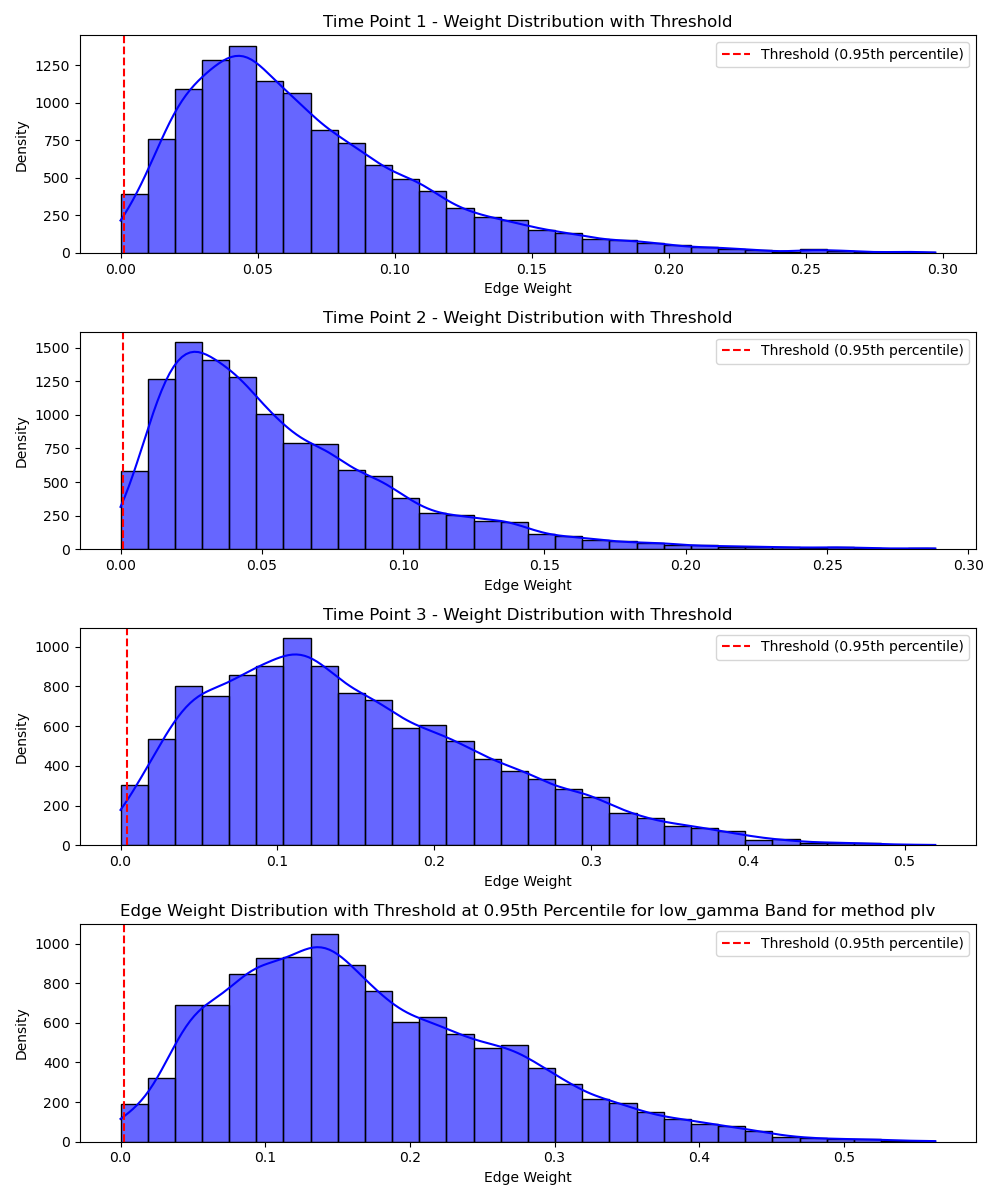 Time Point 1 - Weight Distribution with Threshold
Threshold (0.95th percentile)
Density
1250
1000
750
500
250
0
0.00 0.05 0.10 0.15 0.20 0.25 0.30
Edge Weight
Time Point 2 - Weight Distribution with Threshold
Threshold (0.95th percentile)
Density
1500
1250
1000
750
500
250
0
0.00 0.05 0.10 0.15 0.20 0.25 0.30
Edge Weight
Time Point 3 - Weight Distribution with Threshold
Threshold (0.95th percentile)
Density
1000
800
600
400
200
0
0.0 0.1 0.2 0.3 0.4 0.5
Edge Weight
Edge Weight Distribution with Threshold at 0.95th Percentile for low_gamma Band for method plv
Threshold (0.95th percentile)
Density
1000
800
600
400
200
0
0.0 0.1 0.2 0.3 0.4 0.5
Edge Weight